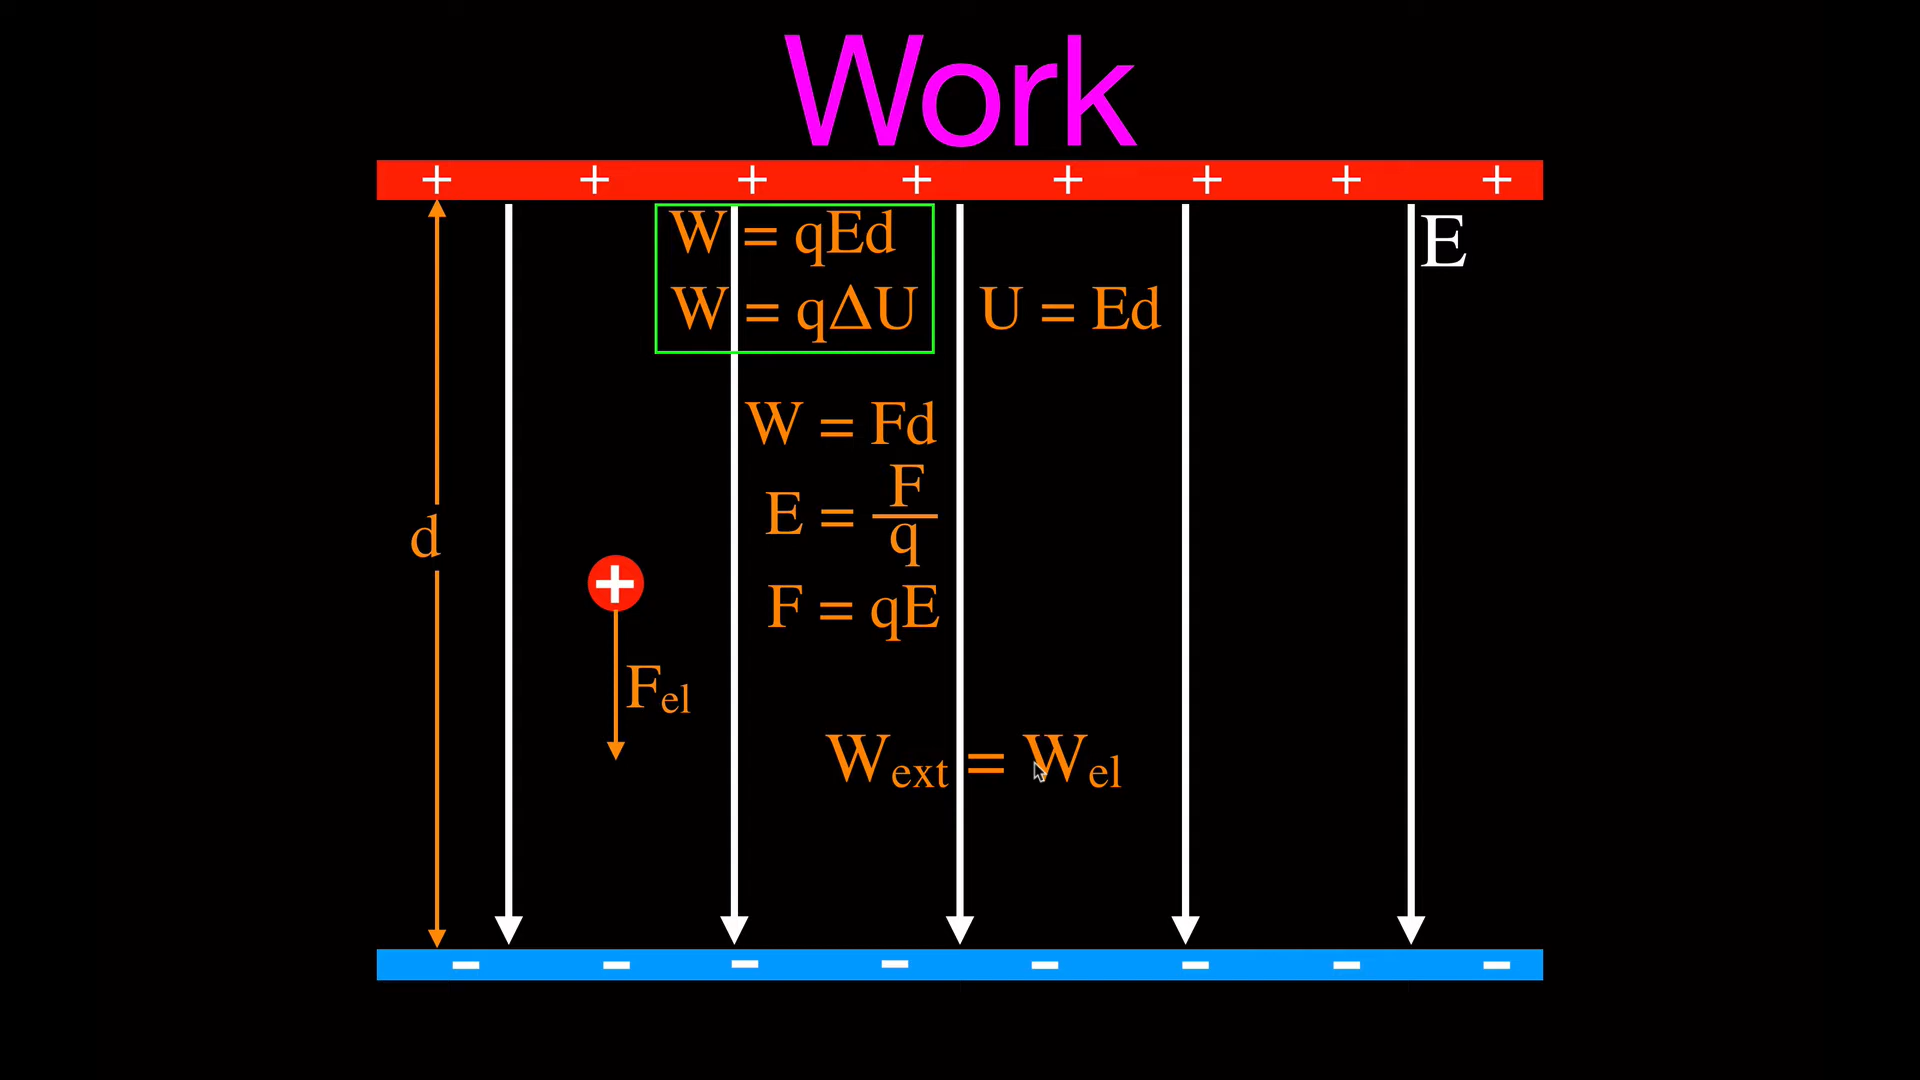 Work
+ + + + + + + +
W = qEd
E
W = qΔU
U = Ed
W = Fd
E = F/q
d
+
F = qE
Fel
Wext = Wel
- - - - - - - -